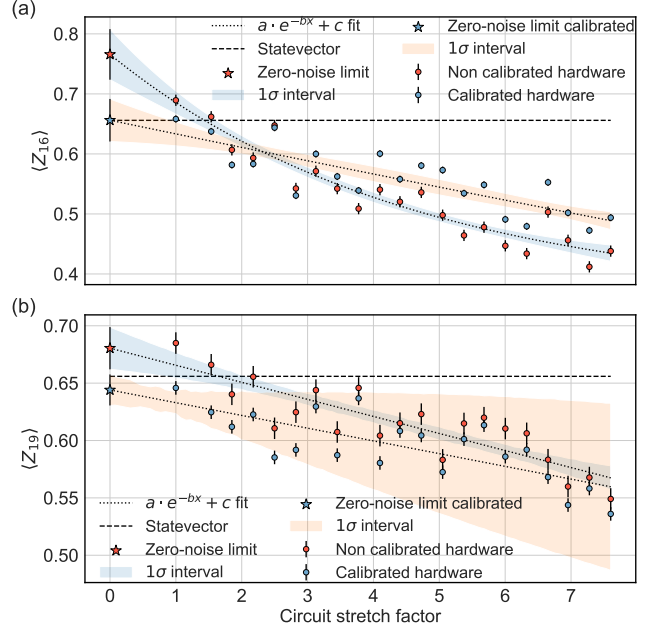 (a)
a · e^{-bx} + c fit
Statevector
Zero-noise limit
1σ interval
Zero-noise limit calibrated
1σ interval
Non calibrated hardware
Calibrated hardware
⟨Z₁₆⟩
0.8
0.7
0.6
0.5
0.4
(b)
⟨Z₁₉⟩
0.70
0.65
0.60
0.55
0.50
a · e^{-bx} + c fit
Statevector
Zero-noise limit
1σ interval
Zero-noise limit calibrated
1σ interval
Non calibrated hardware
Calibrated hardware
0 1 2 3 4 5 6 7
Circuit stretch factor